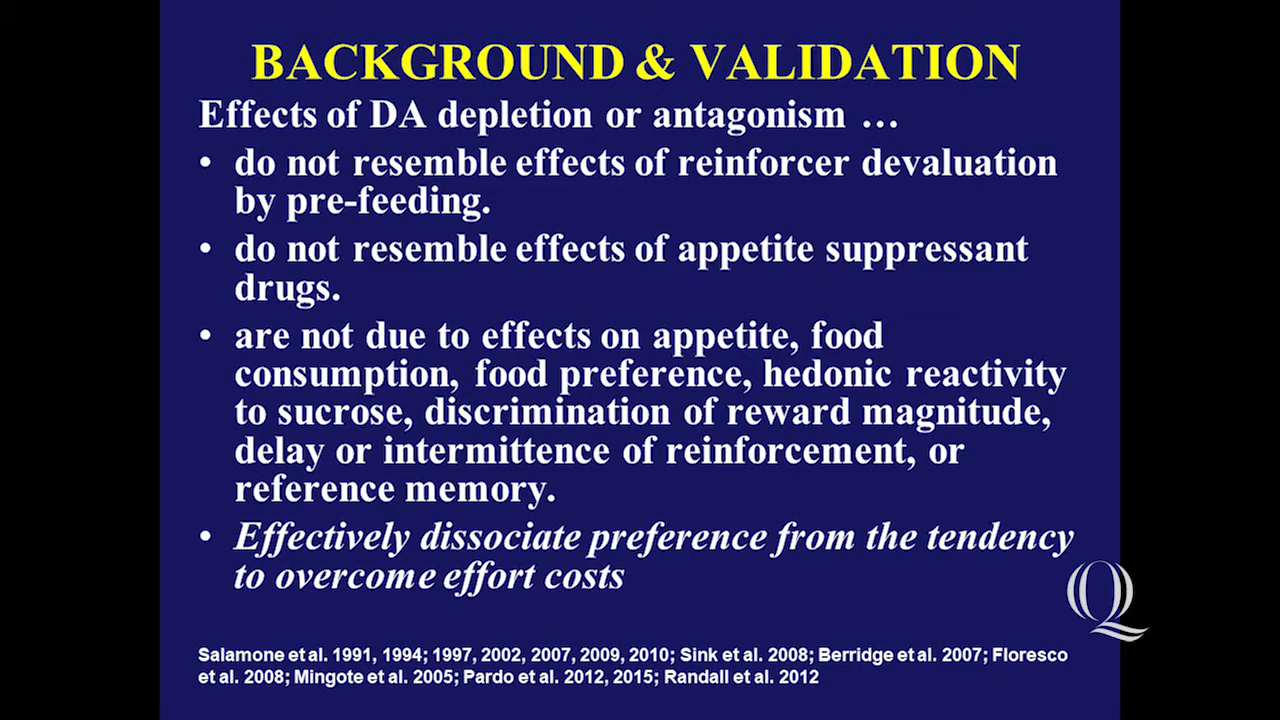 BACKGROUND & VALIDATION
Effects of DA depletion or antagonism …
• do not resemble effects of reinforcer devaluation
by pre-feeding.
• do not resemble effects of appetite suppressant
drugs.
• are not due to effects on appetite, food
consumption, food preference, hedonic reactivity
to sucrose, discrimination of reward magnitude,
delay or intermittence of reinforcement, or
reference memory.
• Effectively dissociate preference from the tendency
to overcome effort costs
Q
Salamone et al. 1991, 1994; 1997, 2002, 2007, 2009, 2010; Sink et al. 2008; Berridge et al. 2007; Floresco
et al. 2008; Mingote et al. 2005; Pardo et al. 2012, 2015; Randall et al. 2012